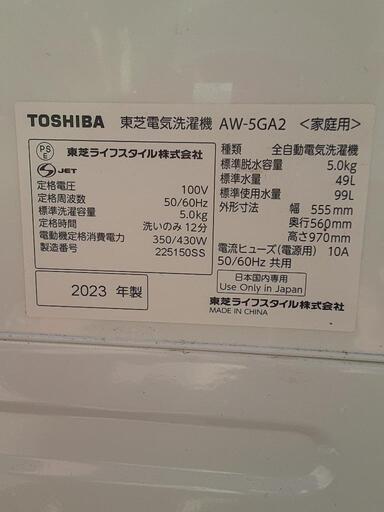 TOSHIBA 東芝電気洗濯機 AW-5GA2 <家庭用>
PS
E
東芝ライフスタイル株式会社
S JET
定格電圧 100V
定格周波数 50/60Hz
標準洗濯容量 5.0kg
定格時間 洗いのみ 12分
電動機定格消費電力 350/430W
製造番号 225150SS
2023 年製
種類 全自動電気洗濯機
標準脱水容量 5.0kg
標準水量 49L
標準使用水量 99L
外形寸法 幅 555mm
奥行560mm
高さ970mm
電流ヒューズ(電源用) 10A
50/60Hz 共用
日本国内専用
Use Only in Japan
東芝ライフスタイル株式会社
MADE IN CHINA